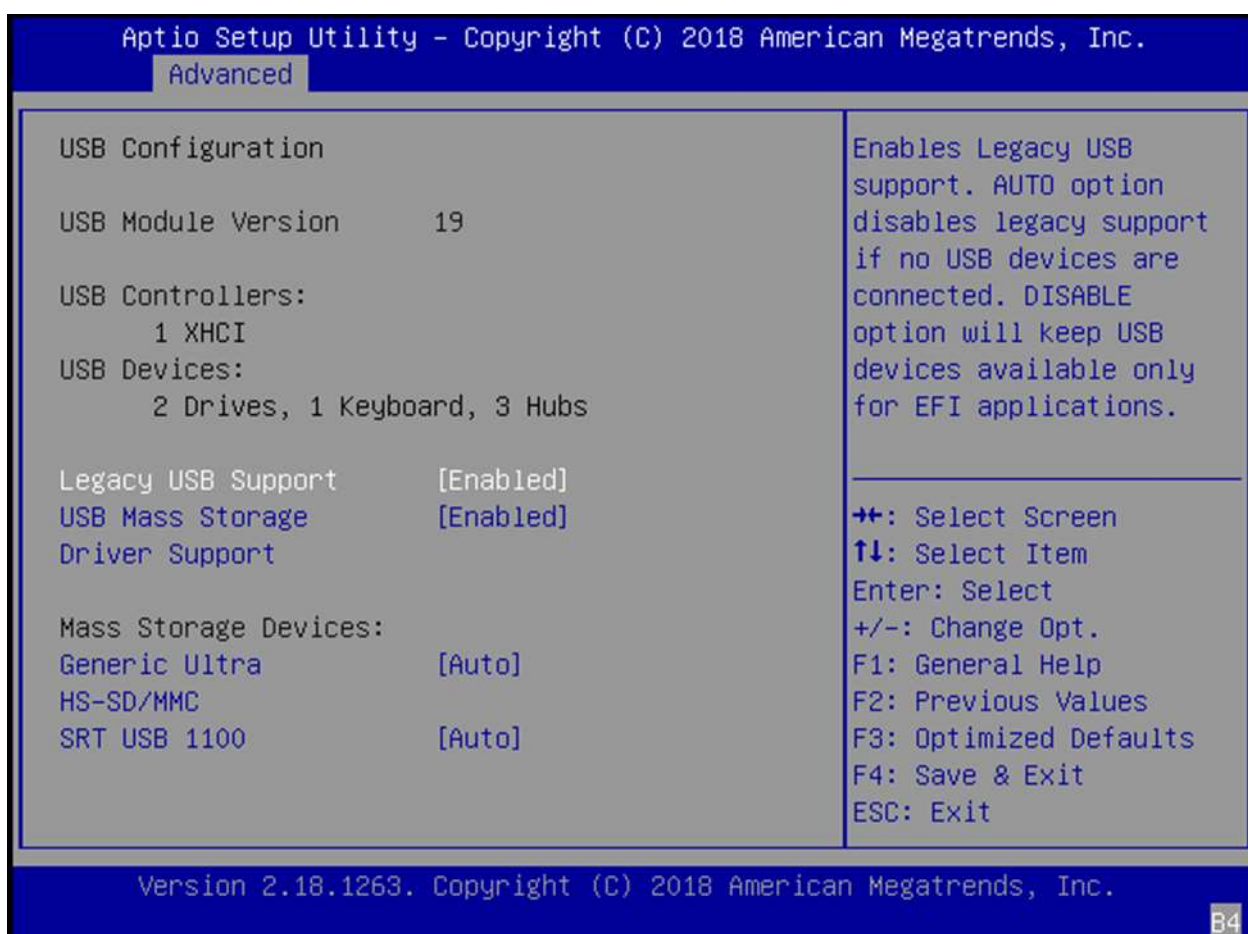 Aptio Setup Utility – Copyright (C) 2018 American Megatrends, Inc.
Advanced
USB Configuration
USB Module Version 19
USB Controllers:
1 XHCI
USB Devices:
2 Drives, 1 Keyboard, 3 Hubs
Legacy USB Support [Enabled]
USB Mass Storage [Enabled]
Driver Support
Mass Storage Devices:
Generic Ultra [Auto]
HS-SD/MMC
SRT USB 1100 [Auto]
Enables Legacy USB
support. AUTO option
disables legacy support
if no USB devices are
connected. DISABLE
option will keep USB
devices available only
for EFI applications.
→←: Select Screen
↑↓: Select Item
Enter: Select
+/-: Change Opt.
F1: General Help
F2: Previous Values
F3: Optimized Defaults
F4: Save & Exit
ESC: Exit
Version 2.18.1263. Copyright (C) 2018 American Megatrends, Inc.
B4